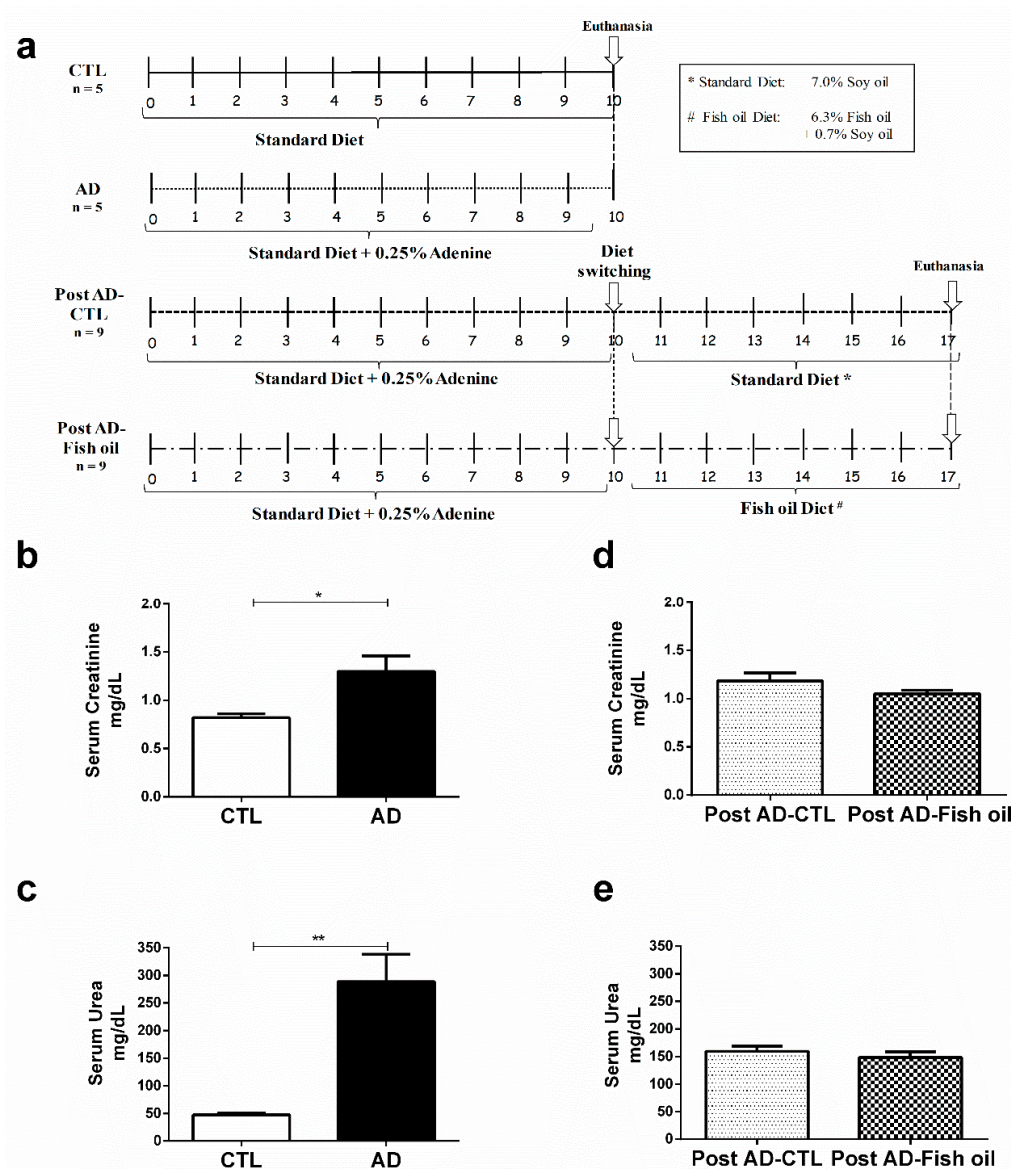 a
Euthanasia
CTL
n = 5
0 1 2 3 4 5 6 7 8 9 10
Standard Diet
* Standard Diet: 7.0% Soy oil
# Fish oil Diet: 6.3% Fish oil
0.7% Soy oil
AD
n = 5
0 1 2 3 4 5 6 7 8 9 10
Standard Diet + 0.25% Adenine
Diet
switching
Euthanasia
Post AD-
CTL
n = 9
0 1 2 3 4 5 6 7 8 9 10 11 12 13 14 15 16 17
Standard Diet + 0.25% Adenine
Standard Diet *
Post AD-
Fish oil
n = 9
0 1 2 3 4 5 6 7 8 9 10 11 12 13 14 15 16 17
Standard Diet + 0.25% Adenine
Fish oil Diet #
b
Serum Creatinine
mg/dL
2.0
1.5
1.0
0.5
0.0
*
CTL AD
d
Serum Creatinine
mg/dL
2.0
1.5
1.0
0.5
0.0
Post AD-CTL Post AD-Fish oil
c
Serum Urea
mg/dL
350
300
250
200
150
100
50
0
**
CTL AD
e
Serum Urea
mg/dL
350
300
250
200
150
100
50
0
Post AD-CTL Post AD-Fish oil